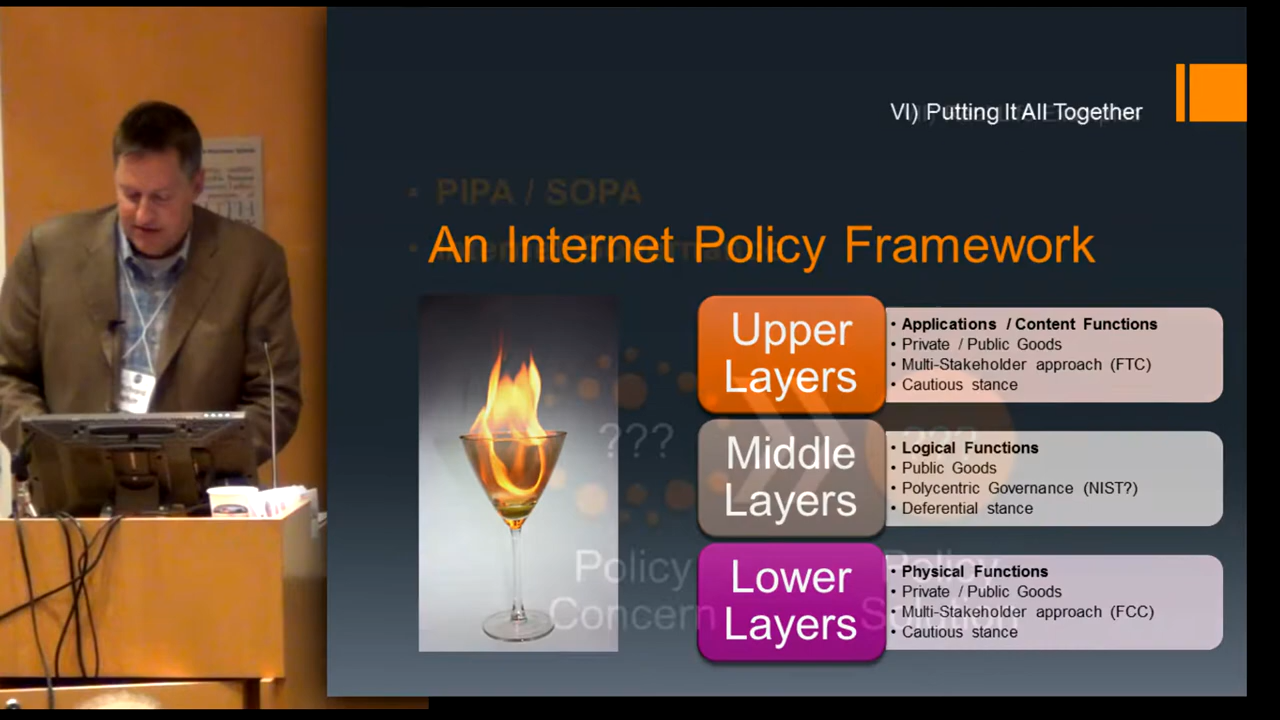 VI) Putting It All Together
• PIPA / SOPA
An Internet Policy Framework
???
???
Policy
Concern
Policy
Solution
Upper
Layers
• Applications / Content Functions
• Private / Public Goods
• Multi-Stakeholder approach (FTC)
• Cautious stance
Middle
Layers
• Logical Functions
• Public Goods
• Polycentric Governance (NIST?)
• Deferential stance
Lower
Layers
• Physical Functions
• Private / Public Goods
• Multi-Stakeholder approach (FCC)
• Cautious stance